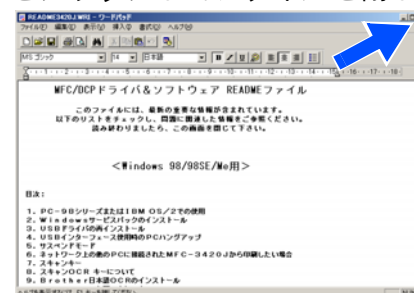 README3420J.WRI - ワードパッド
ファイル(F) 編集(E) 表示(V) 挿入(I) 書式(O) ヘルプ(H)
MS ゴシック 14 日本語
MFC/DCPドライバ&ソフトウェア READMEファイル
このファイルには、最新の重要な情報が含まれています。
以下のリストをチェックし、問題に関連した情報をご参照ください。
読み終わりましたら、この画面を閉じて下さい。
<Windows 98/98SE/Me用>
目次:
1. PC-98シリーズまたはIBM OS/2での使用
2. Windowsサービスパックのインストール
3. USBドライバの再インストール
4. USBインターフェース使用時のPCハングアップ
5. サスペンドモード
6. ネットワーク上の他のPCに接続されたMFC-3420Jから印刷したい場合
7. スキャンキー
8. スキャンOCR キーについて
9. Brother日本語OCRのインストール